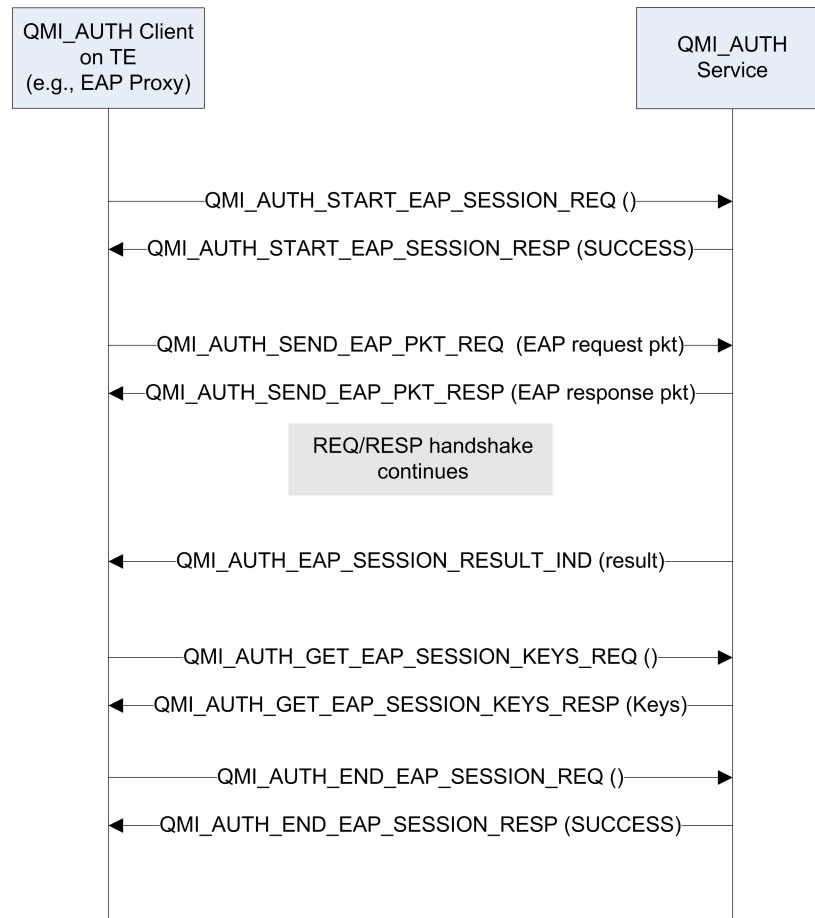 QMI_AUTH Client
on TE
(e.g., EAP Proxy)
QMI_AUTH
Service
QMI_AUTH_START_EAP_SESSION_REQ ()
QMI_AUTH_START_EAP_SESSION_RESP (SUCCESS)
QMI_AUTH_SEND_EAP_PKT_REQ (EAP request pkt)
QMI_AUTH_SEND_EAP_PKT_RESP (EAP response pkt)
REQ/RESP handshake
continues
QMI_AUTH_EAP_SESSION_RESULT_IND (result)
QMI_AUTH_GET_EAP_SESSION_KEYS_REQ ()
QMI_AUTH_GET_EAP_SESSION_KEYS_RESP (Keys)
QMI_AUTH_END_EAP_SESSION_REQ ()
QMI_AUTH_END_EAP_SESSION_RESP (SUCCESS)